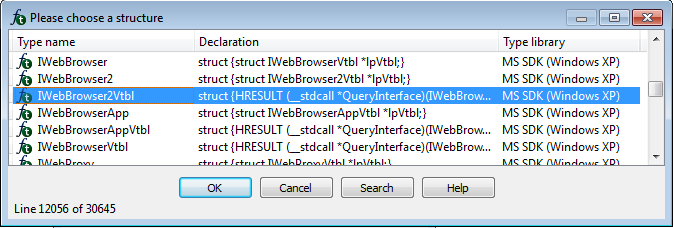 Please choose a structure
Type name Declaration Type library
IWebBrowser struct {struct IWebBrowserVtbl *lpVtbl;} MS SDK (Windows XP)
IWebBrowser2 struct {struct IWebBrowser2Vtbl *lpVtbl;} MS SDK (Windows XP)
IWebBrowser2Vtbl struct {HRESULT (__stdcall *QueryInterface)(IWebBrow... MS SDK (Windows XP)
IWebBrowserApp struct {struct IWebBrowserAppVtbl *lpVtbl;} MS SDK (Windows XP)
IWebBrowserAppVtbl struct {HRESULT (__stdcall *QueryInterface)(IWebBrow... MS SDK (Windows XP)
IWebBrowserVtbl struct {HRESULT (__stdcall *QueryInterface)(IWebBrow... MS SDK (Windows XP)
IWebProxy struct {struct IWebProxyVtbl *lpVtbl;} MS SDK (Windows XP)
OK Cancel Search Help
Line 12056 of 30645